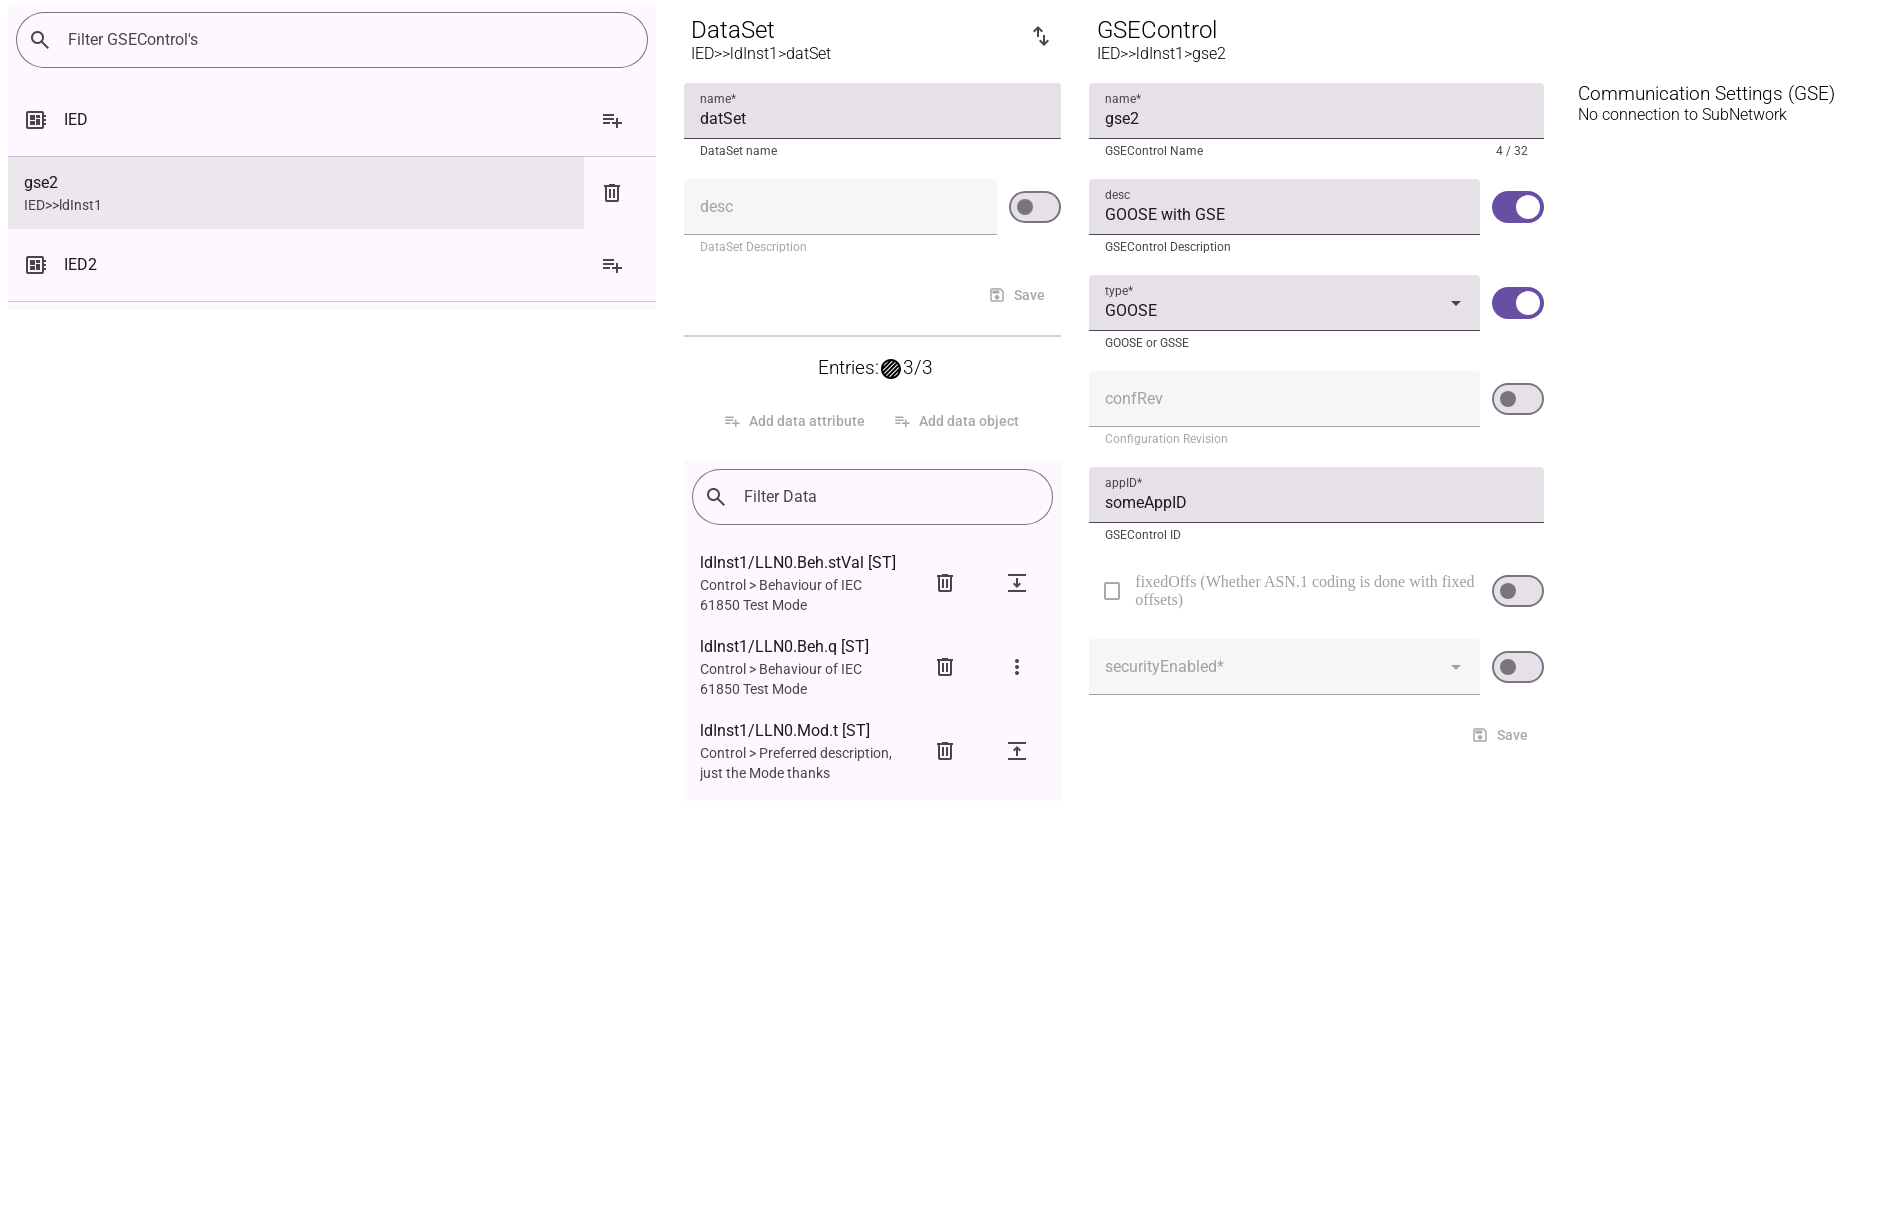 Filter GSEControl's
IED
gse2
IED>>ldInst1
IED2
DataSet
IED>>ldInst1>datSet
name*
datSet
DataSet name
desc
DataSet Description
Save
Entries: 3/3
Add data attribute
Add data object
Filter Data
ldInst1/LLN0.Beh.stVal [ST]
Control > Behaviour of IEC
61850 Test Mode
ldInst1/LLN0.Beh.q [ST]
Control > Behaviour of IEC
61850 Test Mode
ldInst1/LLN0.Mod.t [ST]
Control > Preferred description,
just the Mode thanks
GSEControl
IED>>ldInst1>gse2
name*
gse2
GSEControl Name
4 / 32
desc
GOOSE with GSE
GSEControl Description
type*
GOOSE
GOOSE or GSSE
confRev
Configuration Revision
appID*
someAppID
GSEControl ID
fixedOffs (Whether ASN.1 coding is done with fixed
offsets)
securityEnabled*
Save
Communication Settings (GSE)
No connection to SubNetwork